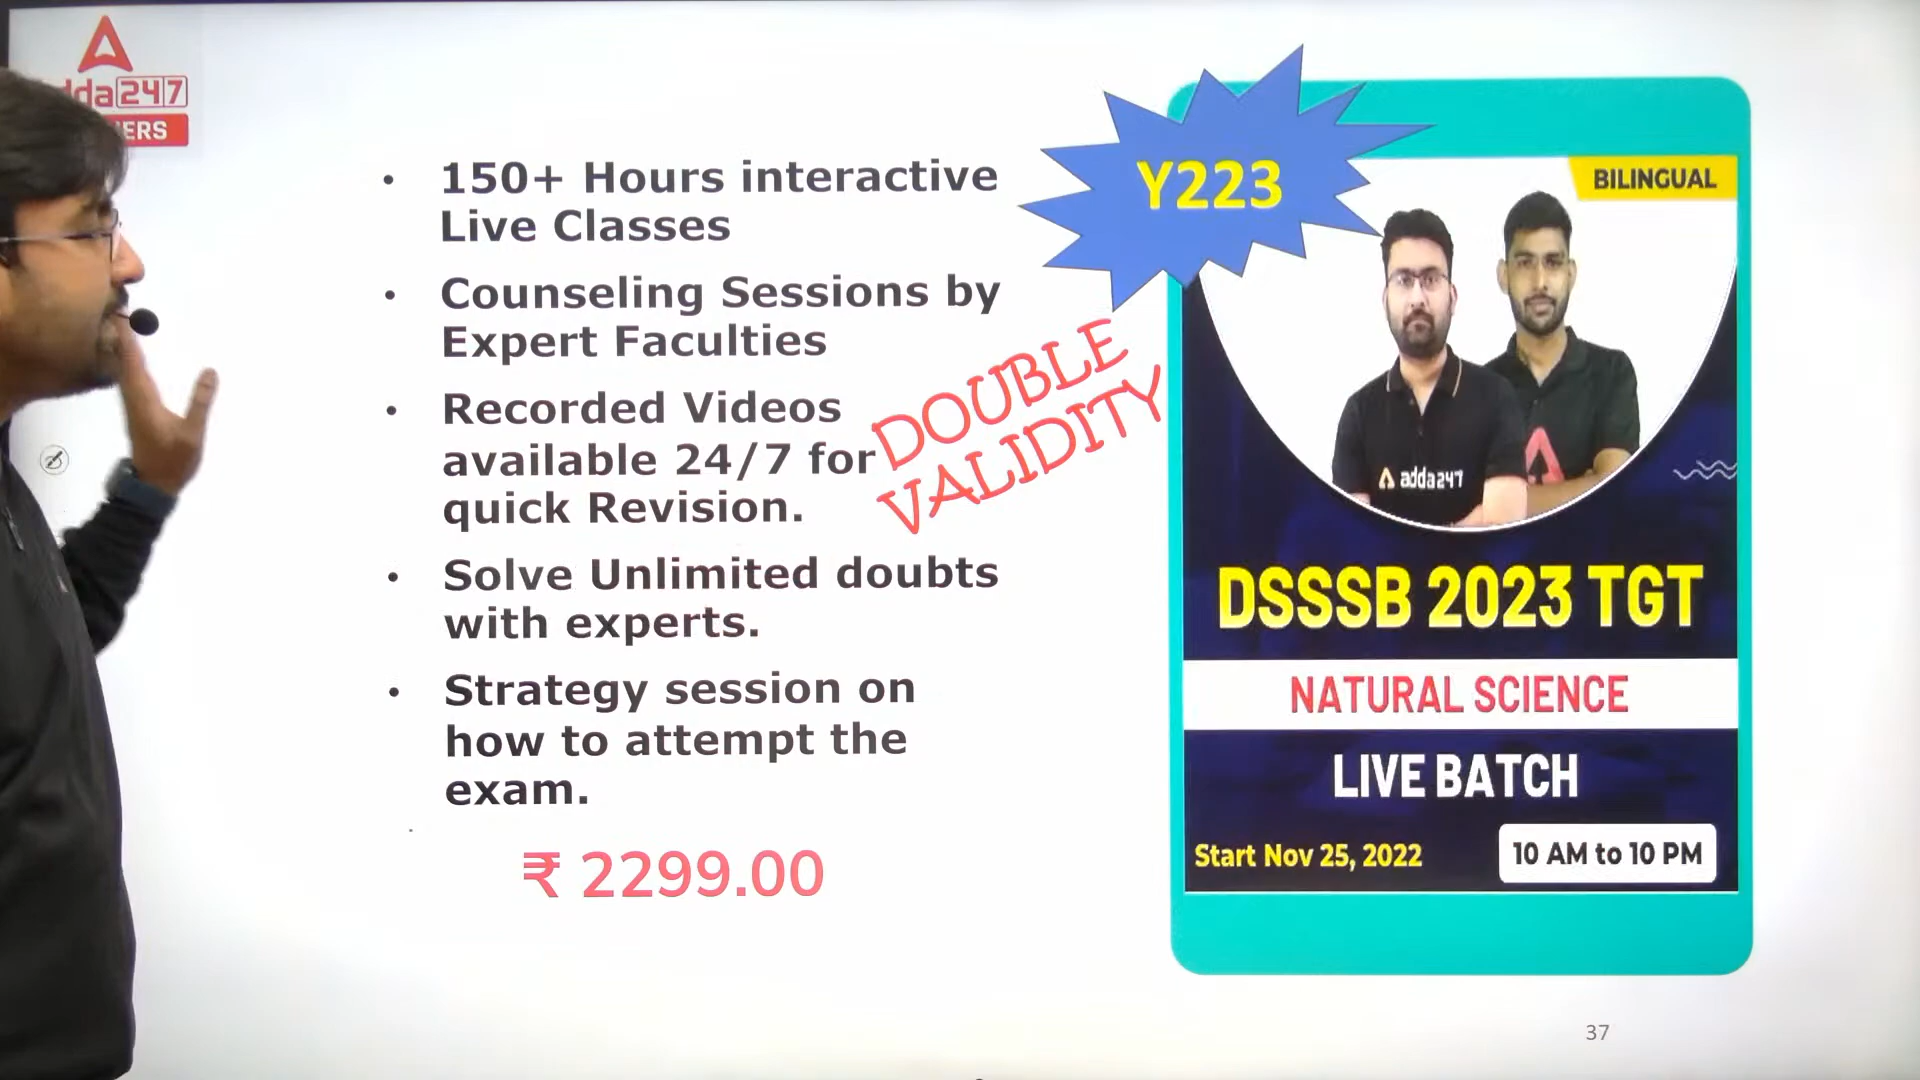 da247
ERS
150+ Hours interactive
Live Classes
Counseling Sessions by
Expert Faculties
Recorded Videos
available 24/7 for
quick Revision.
Solve Unlimited doubts
with experts.
Strategy session on
how to attempt the
exam.
₹ 2299.00
DOUBLE
VALIDITY
Y223
BILINGUAL
adda247
DSSSB 2023 TGT
NATURAL SCIENCE
LIVE BATCH
Start Nov 25, 2022
10 AM to 10 PM
37